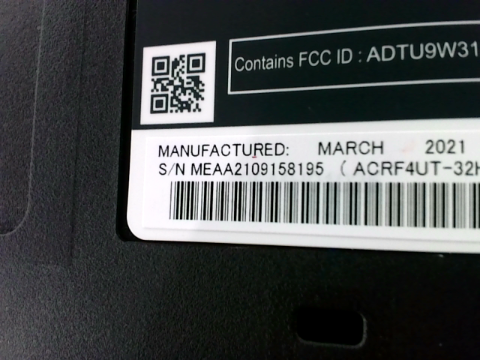 Contains FCC ID : ADTU9W31
MANUFACTURED: MARCH 2021
S/N MEAA2109158195 ( ACRF4UT-32H